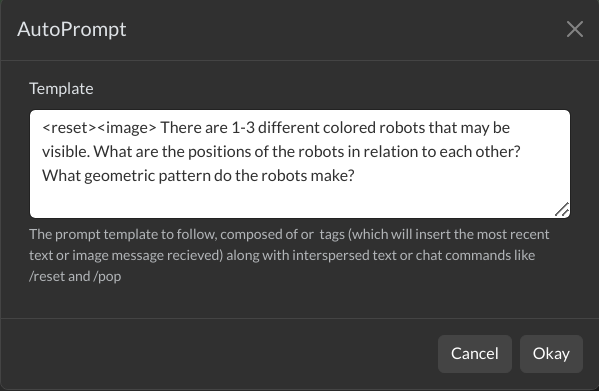 AutoPrompt
Template
<reset><image> There are 1-3 different colored robots that may be
visible. What are the positions of the robots in relation to each other?
What geometric pattern do the robots make?
The prompt template to follow, composed of or  tags (which will insert the most recent
text or image message recieved) along with interspersed text or chat commands like
/reset and /pop
Cancel Okay